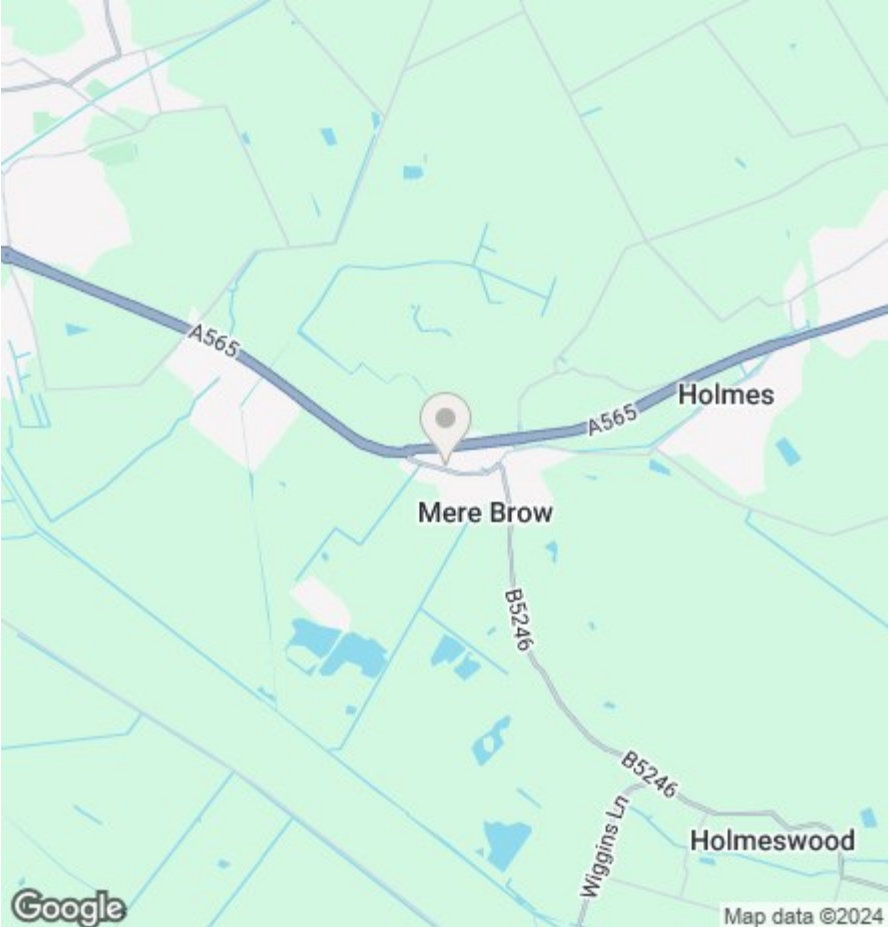 A565
A565
Holmes
Mere Brow
B5246
B5246
Wiggins Ln
Holmeswood
Google
Map data ©2024